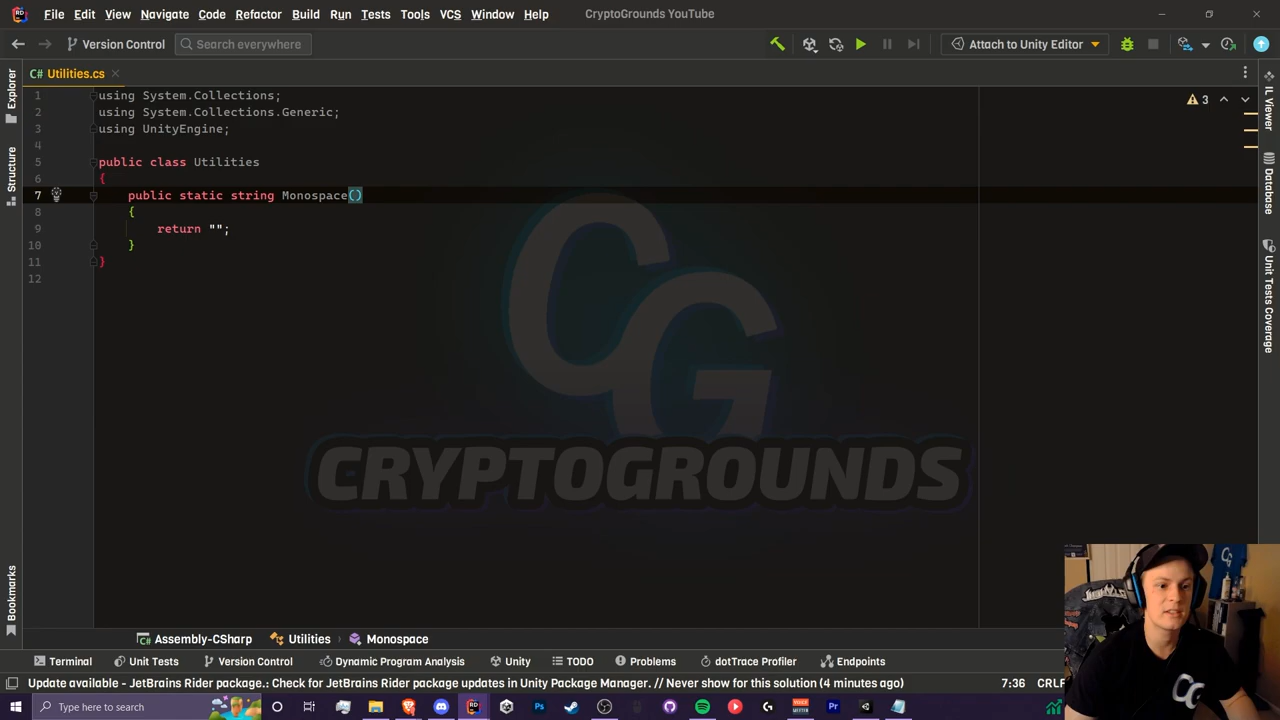 File Edit View Navigate Code Refactor Build Run Tests Tools VCS Window Help CryptoGrounds YouTube
Version Control Search everywhere Attach to Unity Editor
C# Utilities.cs
Explorer
Structure
Bookmarks
1 using System.Collections;
2 using System.Collections.Generic;
3 using UnityEngine;
4
5 public class Utilities
6 {
7 public static string Monospace()
8 {
9 return "";
10 }
11 }
12
3
IL Viewer
Database
Unit Tests Coverage
CG
CRYPTOGROUNDS
C# Assembly-CSharp Utilities Monospace
Terminal Unit Tests Version Control Dynamic Program Analysis Unity TODO Problems dotTrace Profiler Endpoints
Update available - JetBrains Rider package.: Check for JetBrains Rider package updates in Unity Package Manager. // Never show for this solution (4 minutes ago) 7:36 CRLF
Type here to search